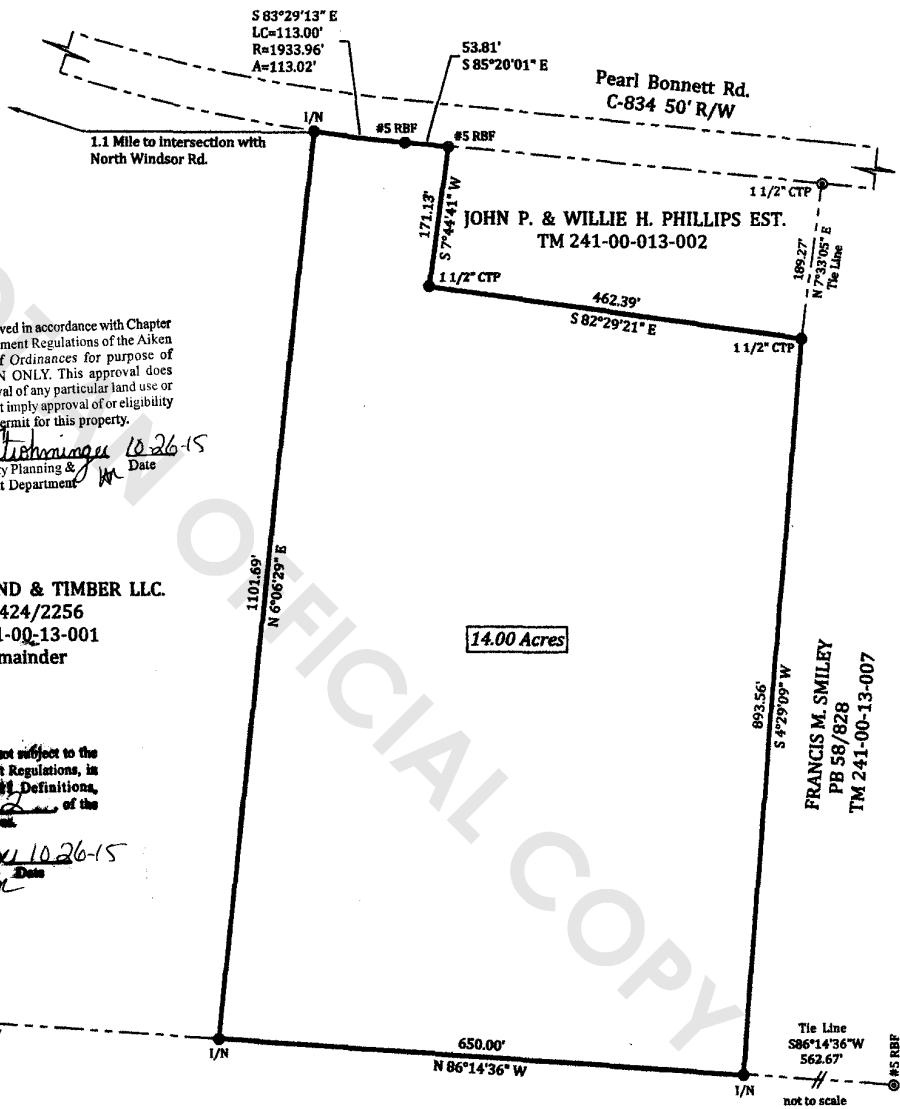 S 83°29'13" E
LC=113.00'
R=1933.96'
A=113.02'
53.81'
S 85°20'01" E
Pearl Bonnett Rd.
C-834 50' R/W
I/N
#5 RBF
#5 RBF
1.1 Mile to intersection with
North Windsor Rd.
1 1/2" CTP
171.13'
S 7°44'41" W
JOHN P. & WILLIE H. PHILLIPS EST.
TM 241-00-013-002
189.27'
N 7°33'05" E
Tie Line
1 1/2" CTP
462.39'
S 82°29'21" E
1 1/2" CTP
ved in accordance with Chapter
ment Regulations of the Aiken
f Ordinances for purpose of
N ONLY. This approval does
val of any particular land use or
t imply approval of or eligibility
ermit for this property.
10-26-15
y Planning &
Date
t Department
1101.69'
N 6°06'29" E
ND & TIMBER LLC.
424/2256
1-00-13-001
mainder
14.00 Acres
893.56'
S 4°29'09" W
FRANCIS M. SMILEY
PB 58/828
TM 241-00-13-007
not subject to the
t Regulations, in
Definitions,
2 of the
10-26-15
Date
650.00'
N 86°14'36" W
I/N
I/N
Tie Line
S86°14'36"W
562.67'
#5 RBF
not to scale
OFFICIAL COPY